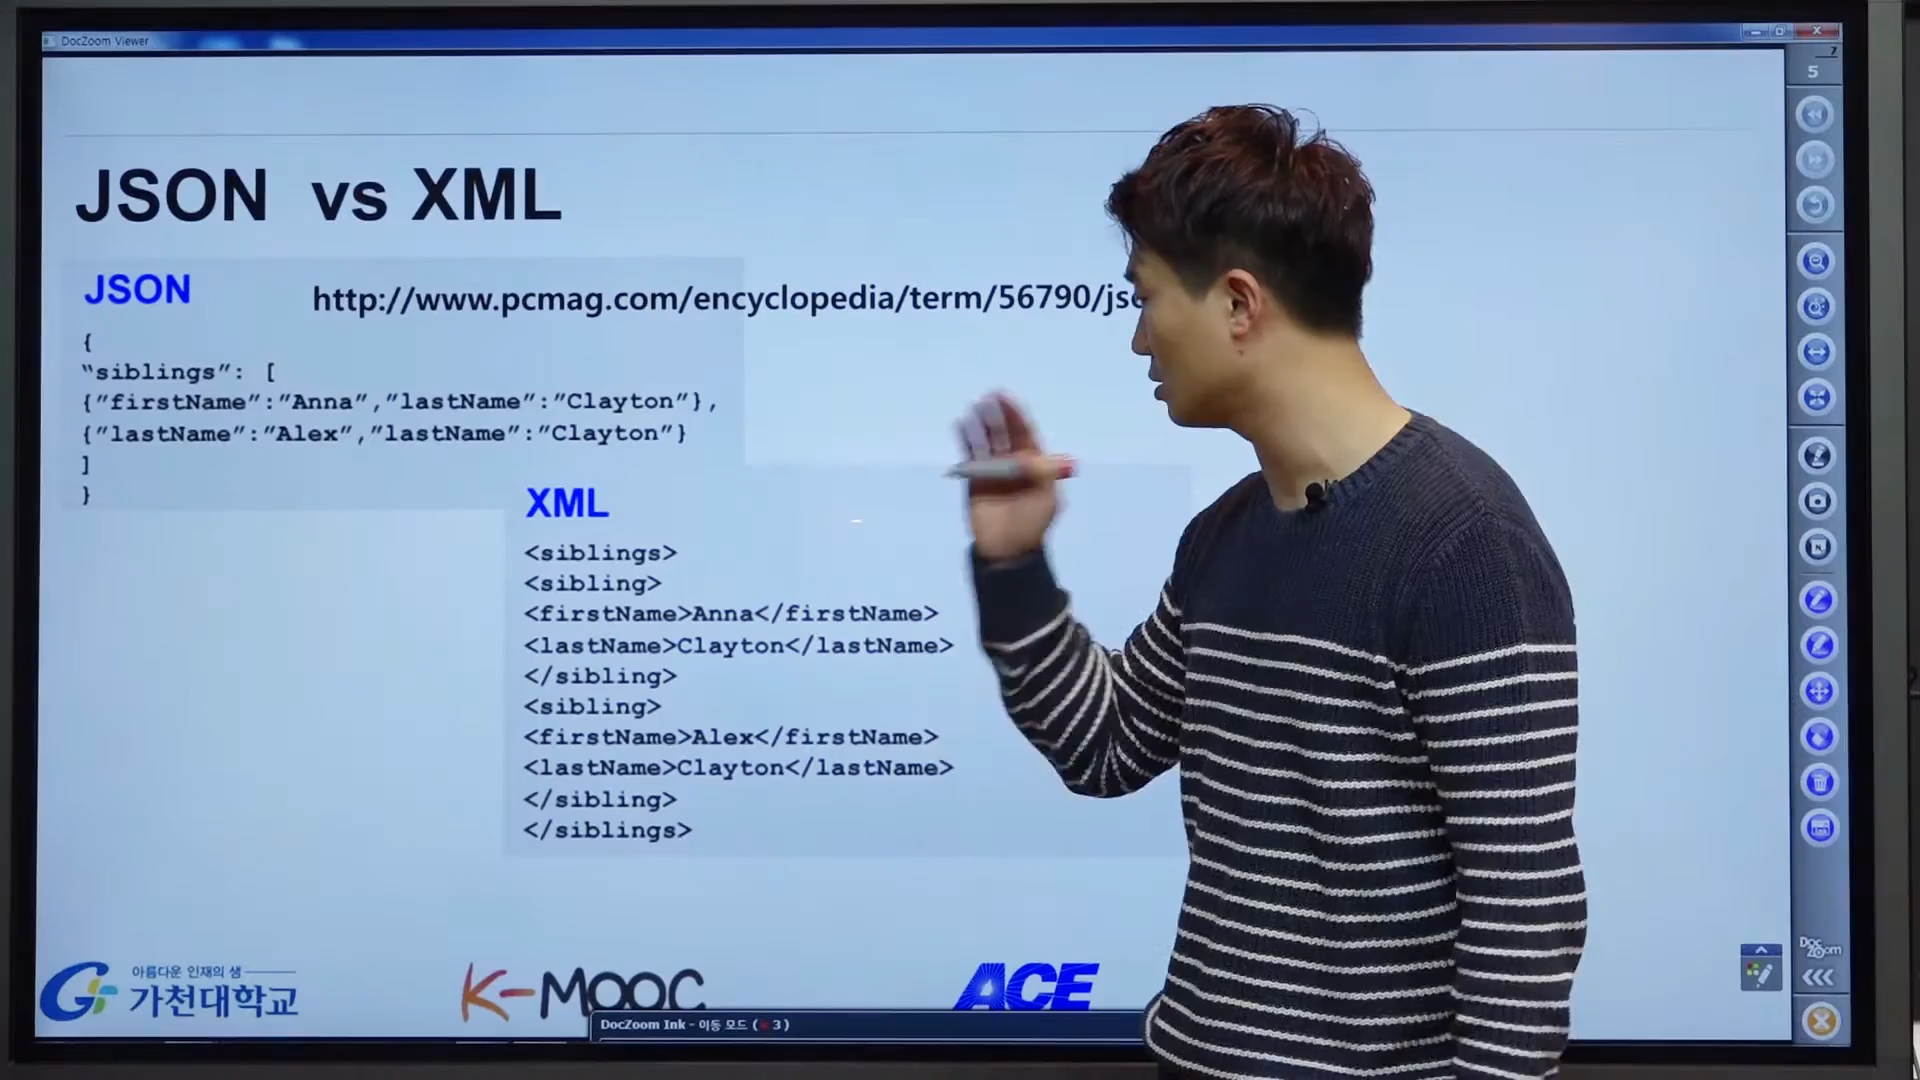 DocZoom Viewer
7
5
JSON vs XML
JSON
http://www.pcmag.com/encyclopedia/term/56790/js
{
“siblings”: [
{”firstName”:”Anna”,”lastName”:”Clayton”},
{”lastName”:”Alex”,”lastName”:”Clayton”}
]
}
XML
<siblings>
<sibling>
<firstName>Anna</firstName>
<lastName>Clayton</lastName>
</sibling>
<sibling>
<firstName>Alex</firstName>
<lastName>Clayton</lastName>
</sibling>
</siblings>
아름다운 인재의 샘
가천대학교
K-MOOC
ACE
DocZoom
DocZoom Ink - 이동 모드 ( 3 )